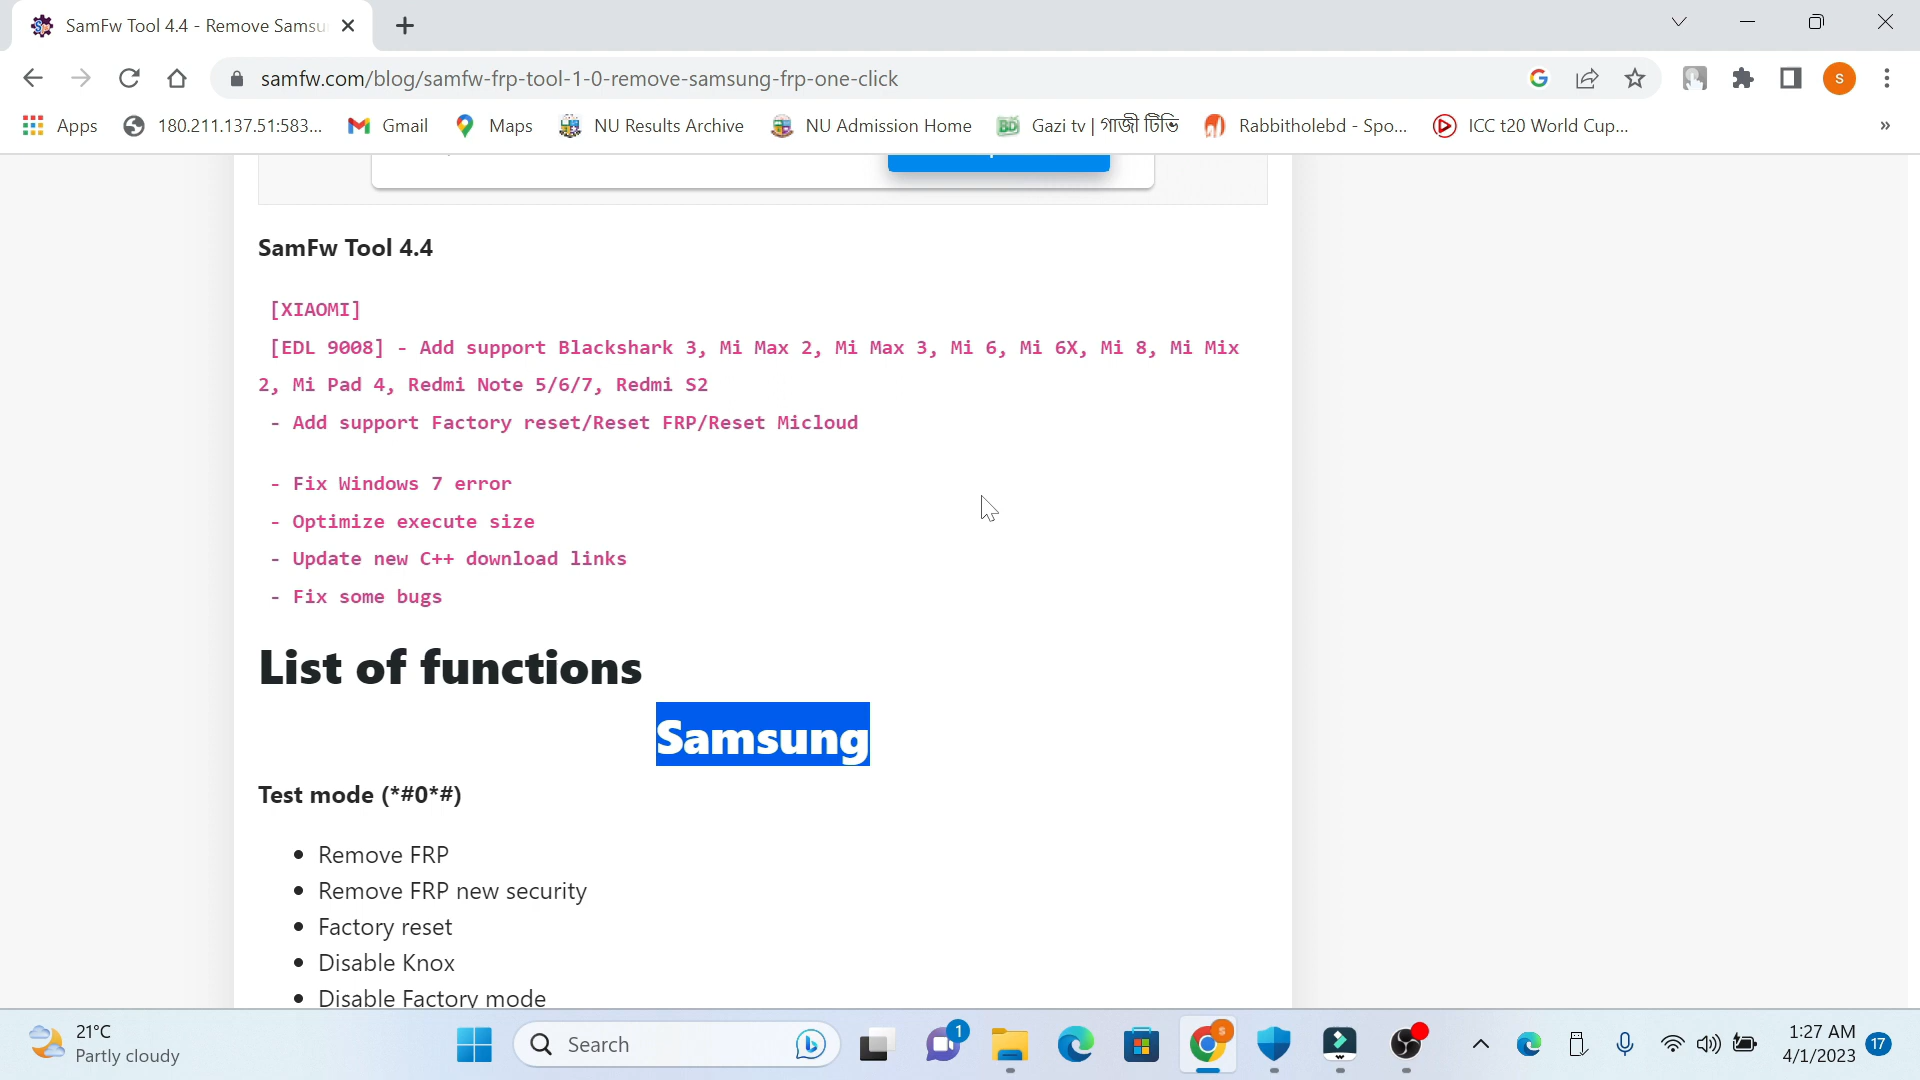 SamFw Tool 4.4 - Remove Samsu
samfw.com/blog/samfw-frp-tool-1-0-remove-samsung-frp-one-click
S
Apps
180.211.137.51:583...
Gmail
Maps
NU Results Archive
NU Admission Home
BD
Gazi tv | গাজী টিভি
Rabbitholebd - Spo...
ICC t20 World Cup...
»
SamFw Tool 4.4
[XIAOMI]
[EDL 9008] - Add support Blackshark 3, Mi Max 2, Mi Max 3, Mi 6, Mi 6X, Mi 8, Mi Mix
2, Mi Pad 4, Redmi Note 5/6/7, Redmi S2
- Add support Factory reset/Reset FRP/Reset Micloud
- Fix Windows 7 error
- Optimize execute size
- Update new C++ download links
- Fix some bugs
List of functions
Samsung
Test mode (*#0*#)
• Remove FRP
• Remove FRP new security
• Factory reset
• Disable Knox
• Disable Factory mode
21°C
Partly cloudy
Search
1
S
1:27 AM
4/1/2023
17